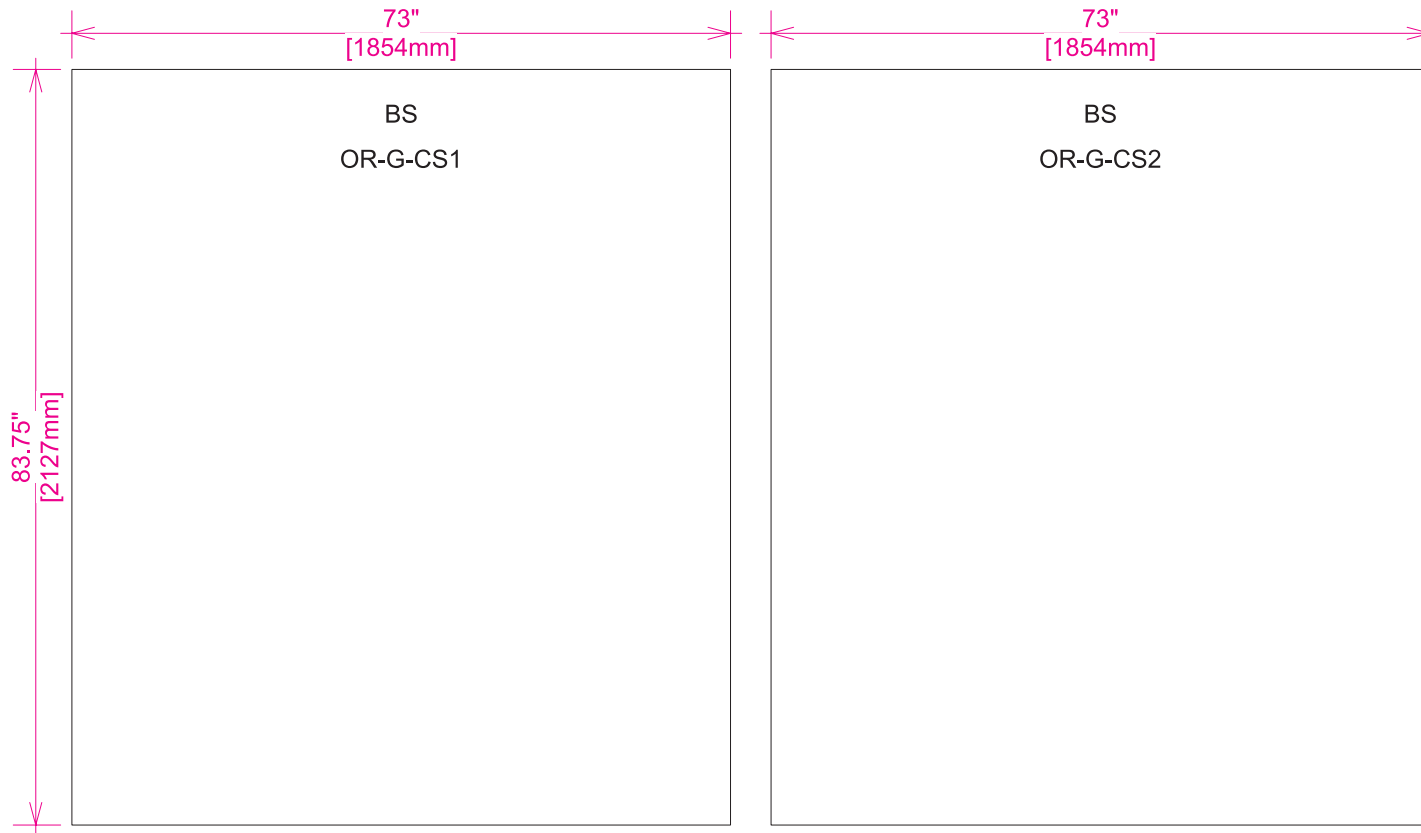 73"
[1854mm]
73"
[1854mm]
83.75"
[2127mm]
BS
OR-G-CS1
BS
OR-G-CS2